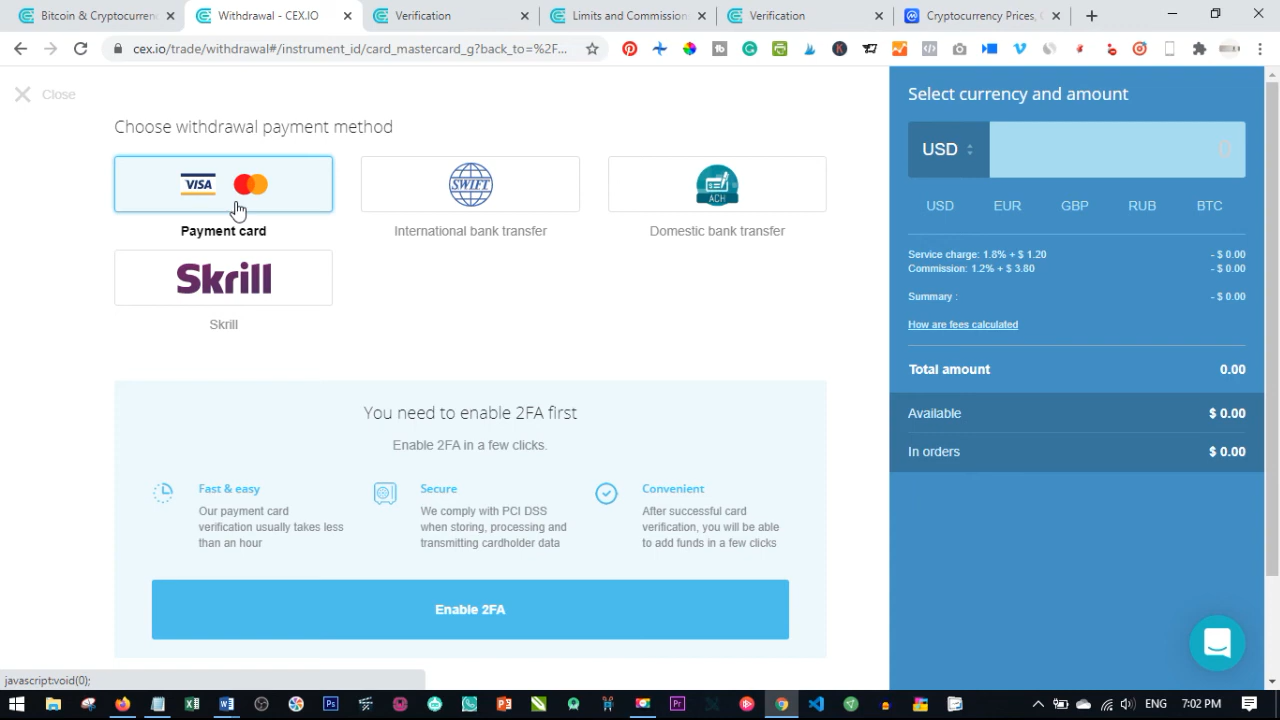 Bitcoin & Cryptocurren
Withdrawal - CEX.IO
Verification
Limits and Commission
Verification
Cryptocurrency Prices, C
cex.io/trade/withdrawal#/instrument_id/card_mastercard_g?back_to=%2F...
Close
Choose withdrawal payment method
VISA
SWIFT
ACH
Payment card
International bank transfer
Domestic bank transfer
Skrill
Skrill
You need to enable 2FA first
Enable 2FA in a few clicks.
Fast & easy
Our payment card
verification usually takes less
than an hour
Secure
We comply with PCI DSS
when storing, processing and
transmitting cardholder data
Convenient
After successful card
verification, you will be able
to add funds in a few clicks
Enable 2FA
Select currency and amount
USD
0
USD EUR GBP RUB BTC
Service charge: 1.8% + $ 1.20 - $ 0.00
Commission: 1.2% + $ 3.80 - $ 0.00
Summary : - $ 0.00
How are fees calculated
Total amount 0.00
Available $ 0.00
In orders $ 0.00
javascript:void(0);
ENG 7:02 PM